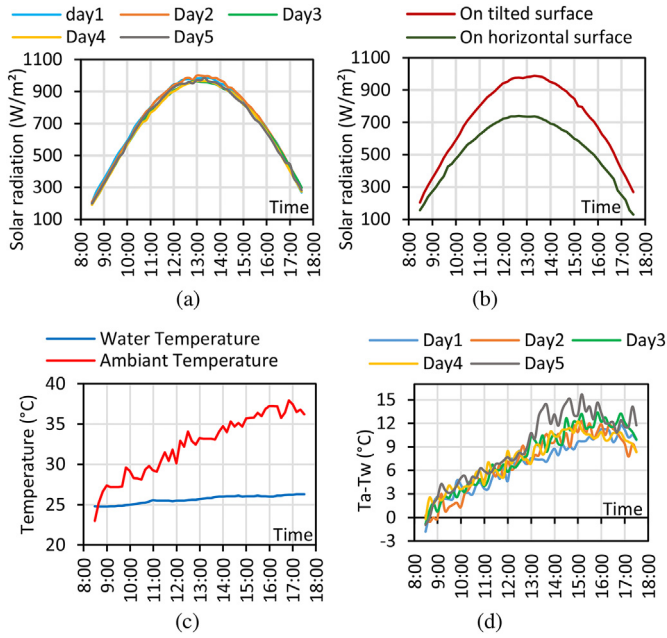 day1 Day2 Day3
Day4 Day5
Solar radiation (W/m²)
1100
900
700
500
300
100
Time
8:00 9:00 10:00 11:00 12:00 13:00 14:00 15:00 16:00 17:00 18:00
(a)
On tilted surface
On horizontal surface
Solar radiation (W/m²)
1100
900
700
500
300
100
Time
8:00 9:00 10:00 11:00 12:00 13:00 14:00 15:00 16:00 17:00 18:00
(b)
Water Temperature
Ambiant Temperature
Temperature (°C)
40
35
30
25
20
Time
8:00 9:00 10:00 11:00 12:00 13:00 14:00 15:00 16:00 17:00 18:00
(c)
Day1 Day2 Day3
Day4 Day5
Ta-Tw (°C)
15
12
9
6
3
0
-3
Time
8:00 9:00 10:00 11:00 12:00 13:00 14:00 15:00 16:00 17:00 18:00
(d)